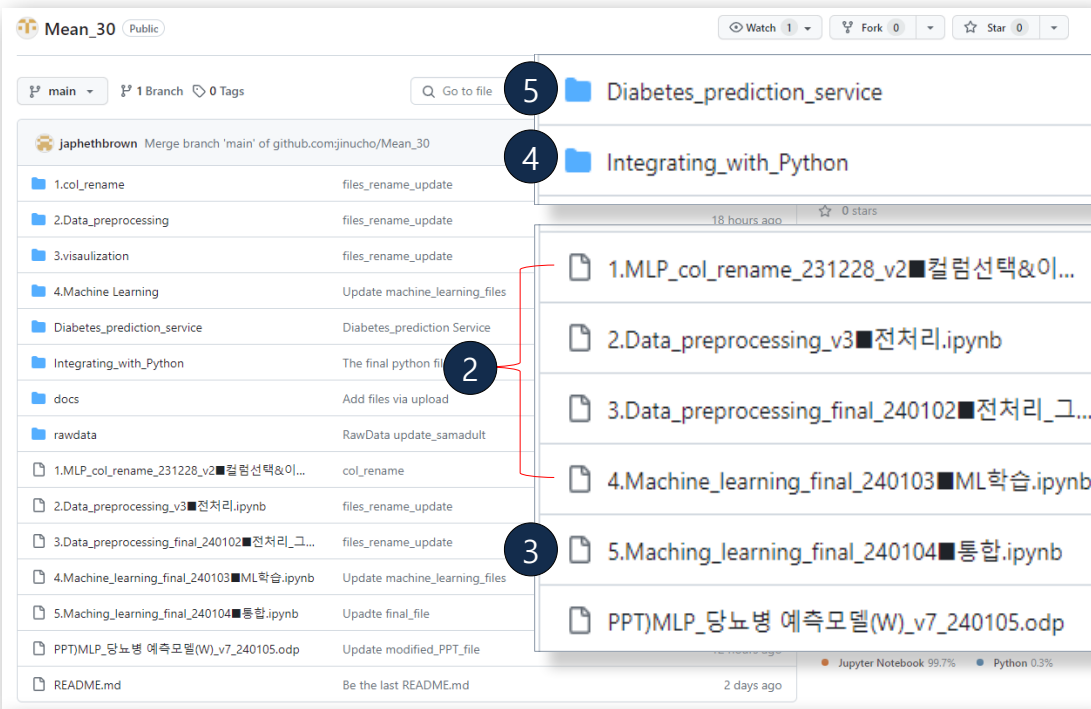 Mean_30 Public
Watch 1 Fork 0 Star 0
main 1 Branch 0 Tags Go to file
japhethbrown Merge branch 'main' of github.com:jinucho/Mean_30
1.col_rename files_rename_update
2.Data_preprocessing files_rename_update 18 hours ago
3.visaulization files_rename_update
4.Machine Learning Update machine_learning_files
Diabetes_prediction_service Diabetes_prediction Service
Integrating_with_Python The final python
docs Add files via upload
rawdata RawData update_samadult
1.MLP_col_rename_231228_v2■컬럼선택&이... col_rename
2.Data_preprocessing_v3■전처리.ipynb files_rename_update
3.Data_preprocessing_final_240102■전처리_그... files_rename_update
4.Machine_learning_final_240103■ML학습.ipynb Update machine_learning_files
5.Maching_learning_final_240104■통합.ipynb Upadte final_file
PPT)MLP_당뇨병 예측모델(W)_v7_240105.odp Update modified_PPT_file
README.md Be the last README.md 2 days ago
5 Diabetes_prediction_service
4 Integrating_with_Python
0 stars
2
1.MLP_col_rename_231228_v2■컬럼선택&이...
2.Data_preprocessing_v3■전처리.ipynb
3.Data_preprocessing_final_240102■전처리_그...
4.Machine_learning_final_240103■ML학습.ipynb
3 5.Maching_learning_final_240104■통합.ipynb
PPT)MLP_당뇨병 예측모델(W)_v7_240105.odp
Jupyter Notebook 99.7% Python 0.3%